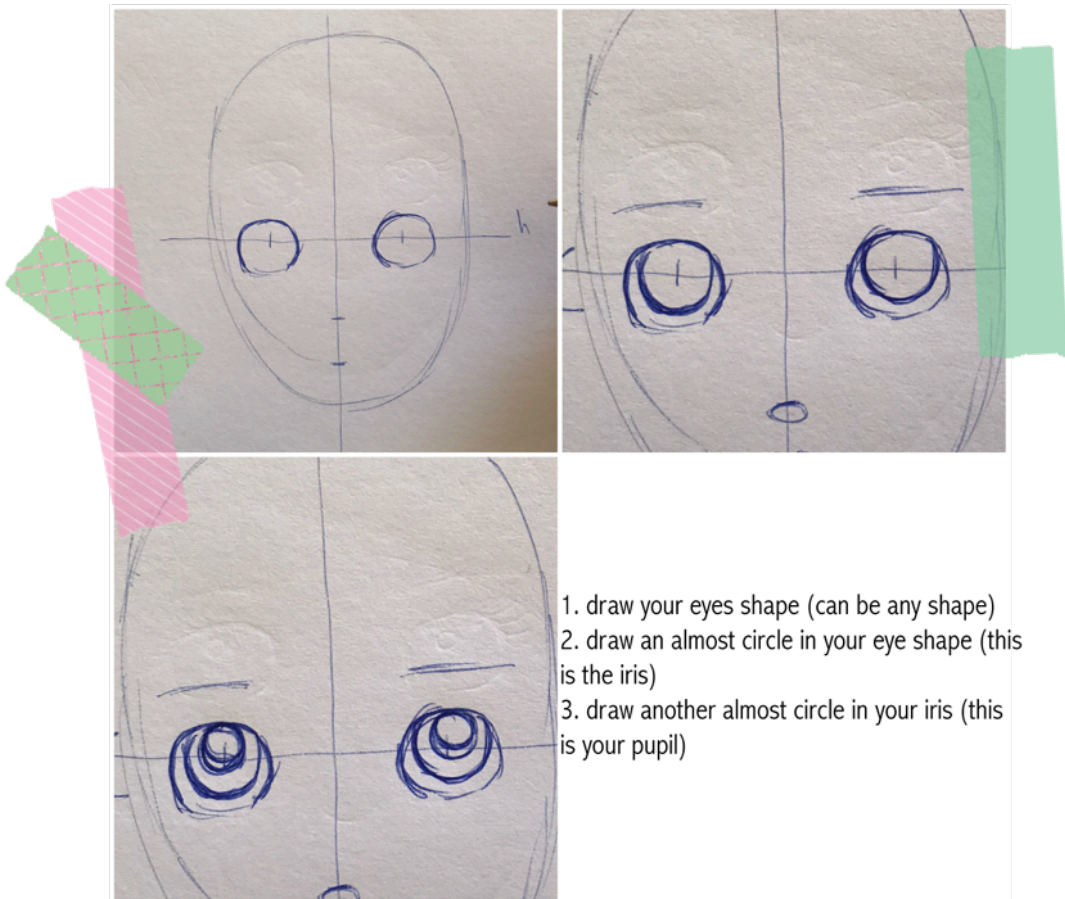 h
1. draw your eyes shape (can be any shape)
2. draw an almost circle in your eye shape (this
is the iris)
3. draw another almost circle in your iris (this
is your pupil)